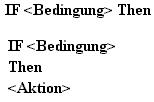 IF <Bedingung> Then
IF <Bedingung>
Then
<Aktion>